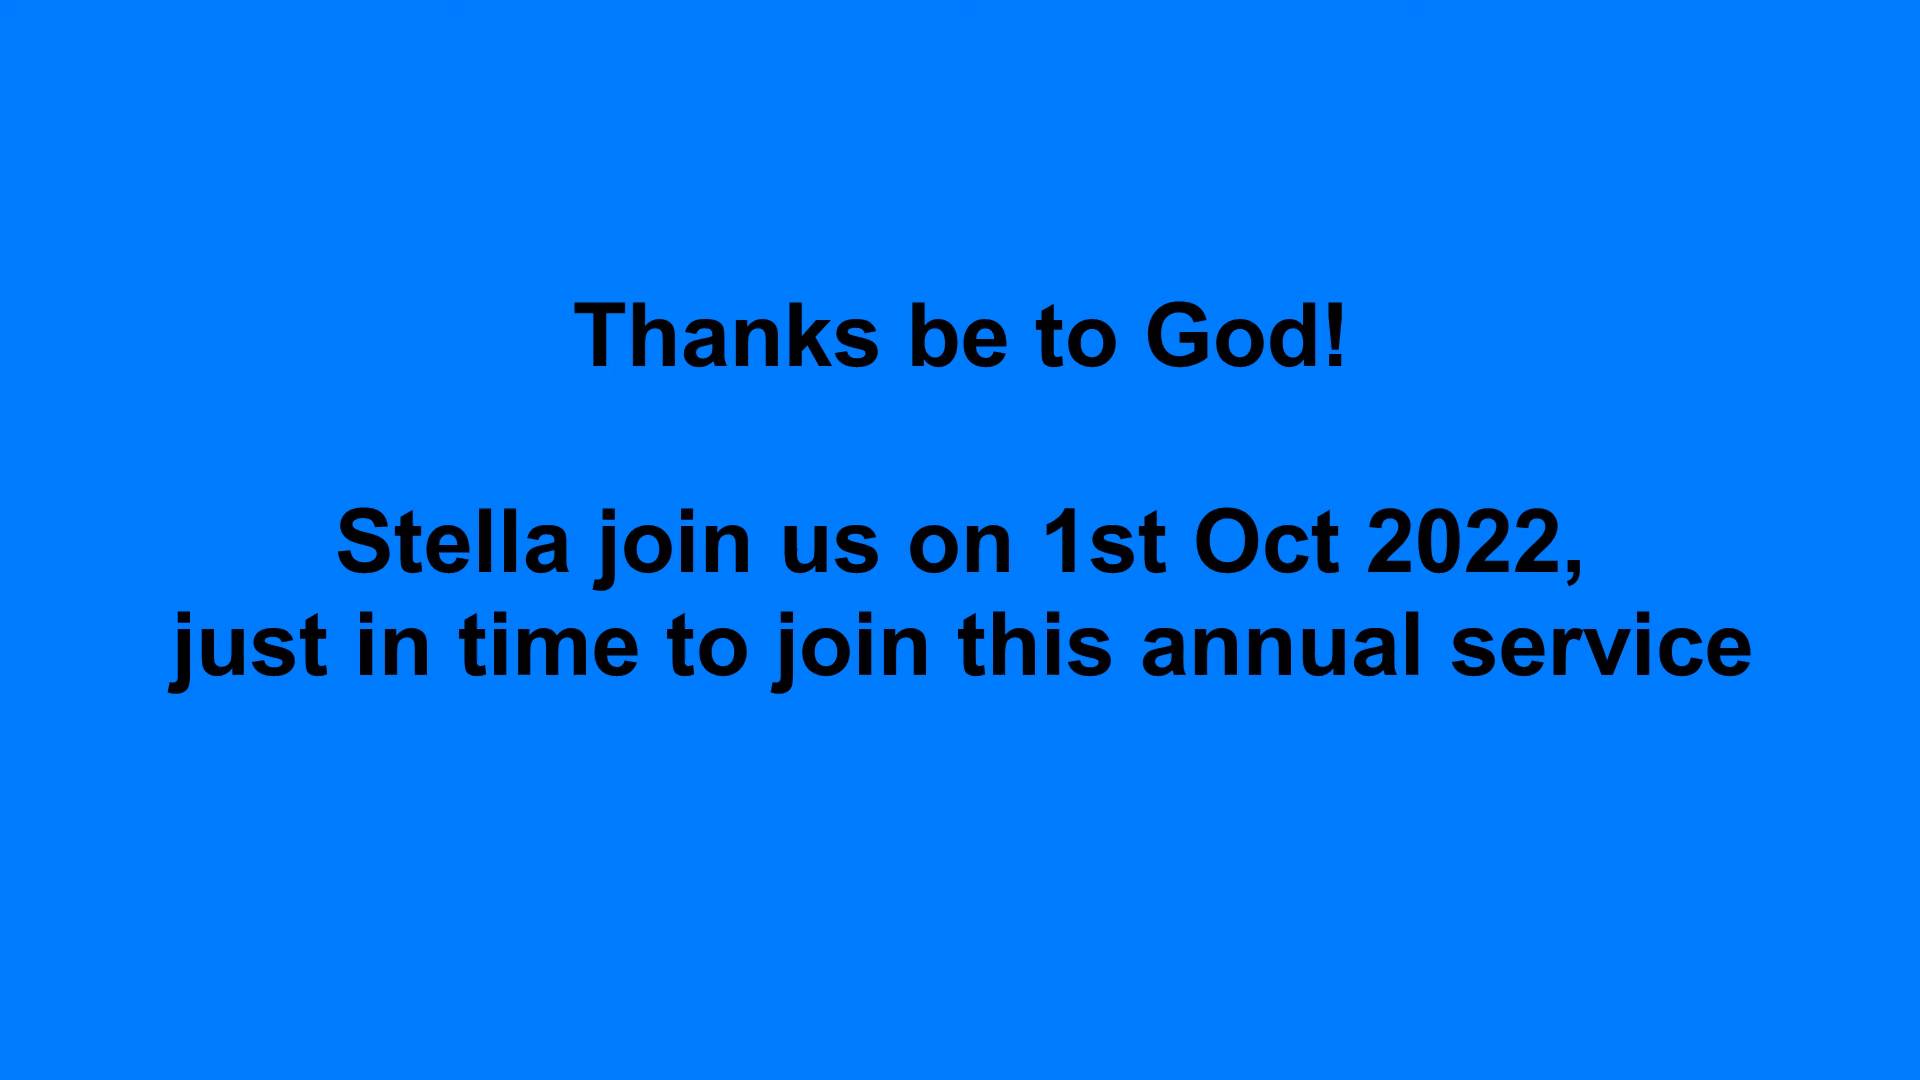 Thanks be to God!
Stella join us on 1st Oct 2022,
just in time to join this annual service